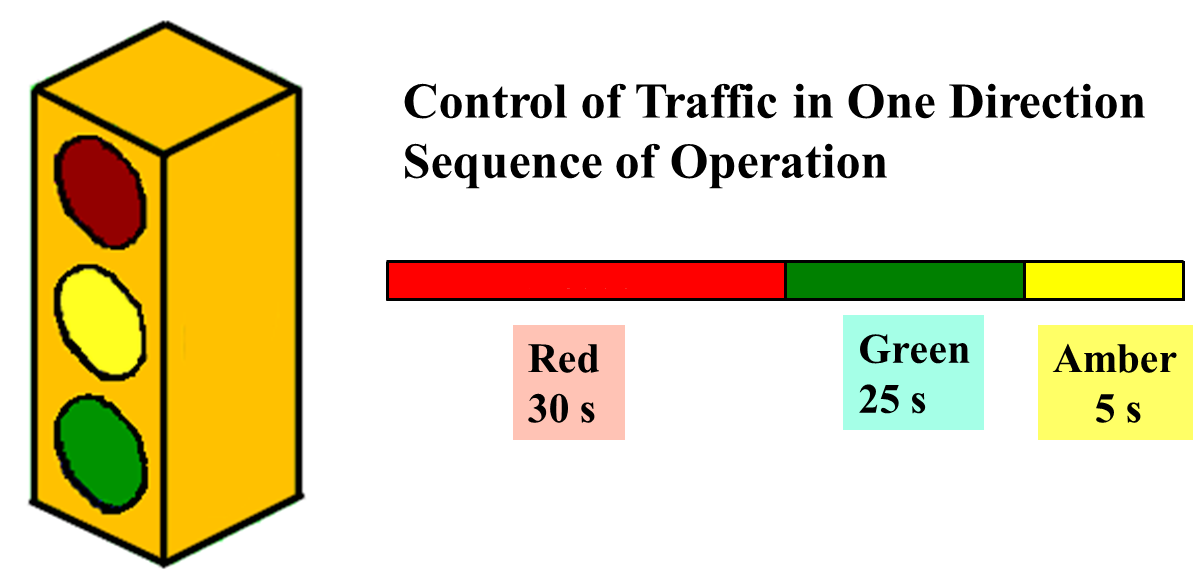 Control of Traffic in One Direction
Sequence of Operation
Red
30 s
Green
25 s
Amber
5 s